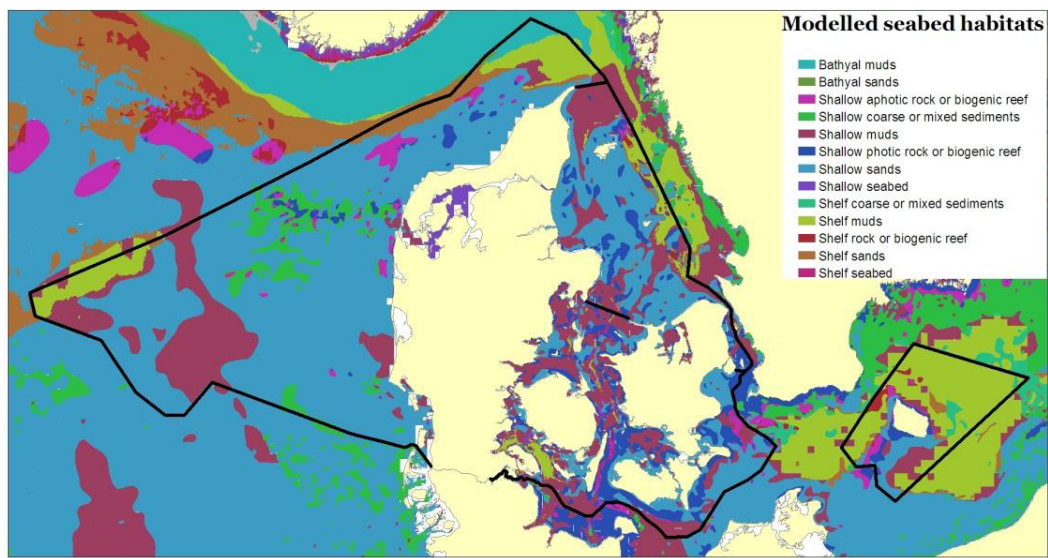 Modelled seabed habitats
Bathyal muds
Bathyal sands
Shallow aphotic rock or biogenic reef
Shallow coarse or mixed sediments
Shallow muds
Shallow photic rock or biogenic reef
Shallow sands
Shallow seabed
Shelf coarse or mixed sediments
Shelf muds
Shelf rock or biogenic reef
Shelf sands
Shelf seabed